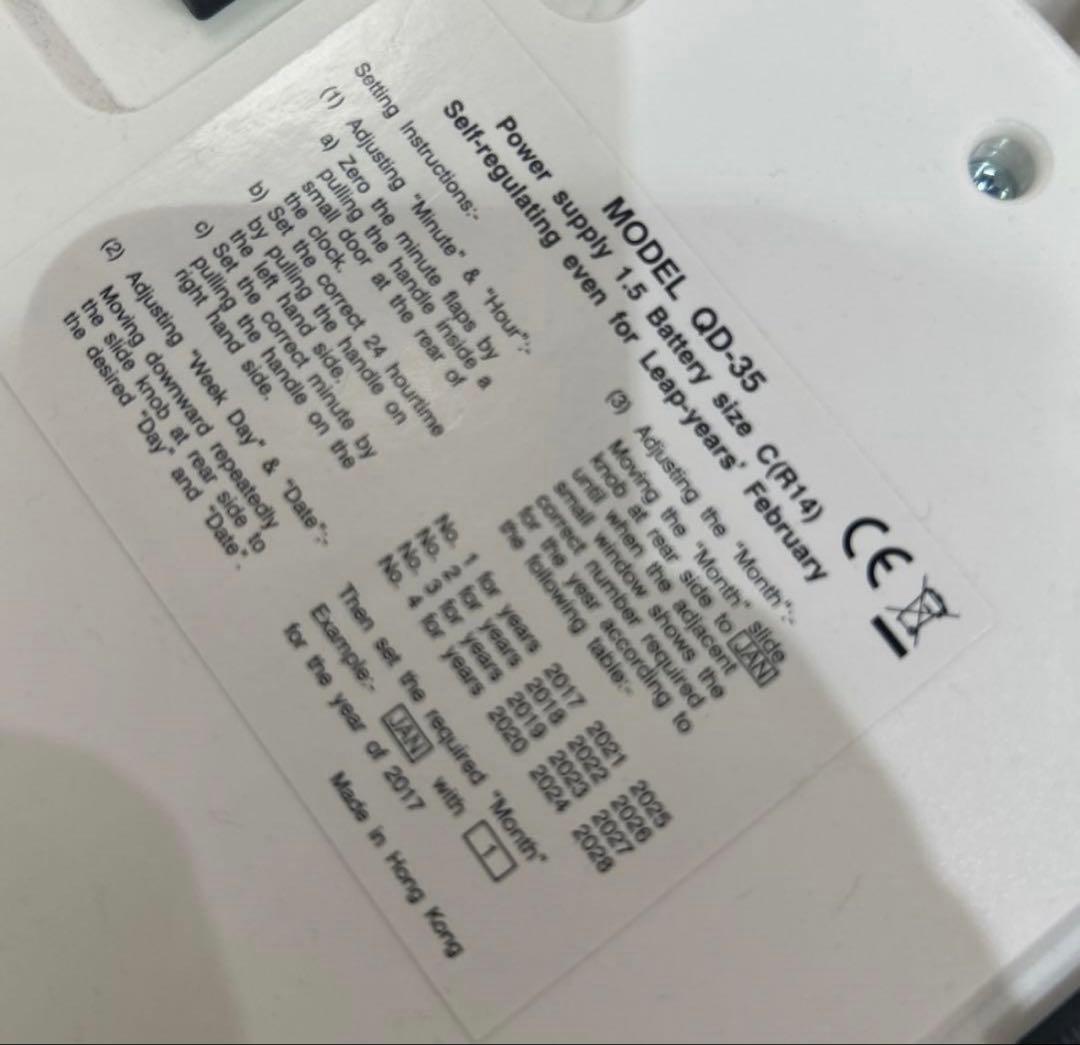 MODEL QD-35
Power supply 1.5 Battery size C(R14)
Self-regulating even for Leap-years' February
CE
Setting Instructions:-
(1) Adjusting "Minute" & "Hour":-
a) Zero the minute flaps by
pulling the handle inside a
small door at the rear of
the clock.
b) Set the correct 24 hourtime
by pulling the handle on
the left hand side.
c) Set the correct minute by
pulling the handle on the
right hand side.
(2) Adjusting "Week Day" & "Date":-
Moving downward repeatedly
the slide knob at rear side to
the desired "Day" and "Date".
(3) Adjusting the "Month":-
Moving the "Month" slide
knob at rear side to JAN
until when the adjacent
small window shows the
correct number required
for the year according to
the following table:-
No. 1 for years 2017 2021 2025
No. 2 for years 2018 2022 2026
No. 3 for years 2019 2023 2027
No. 4 for years 2020 2024 2028
Then set the required "Month"
Example:- JAN with 1
for the year of 2017
Made in Hong Kong